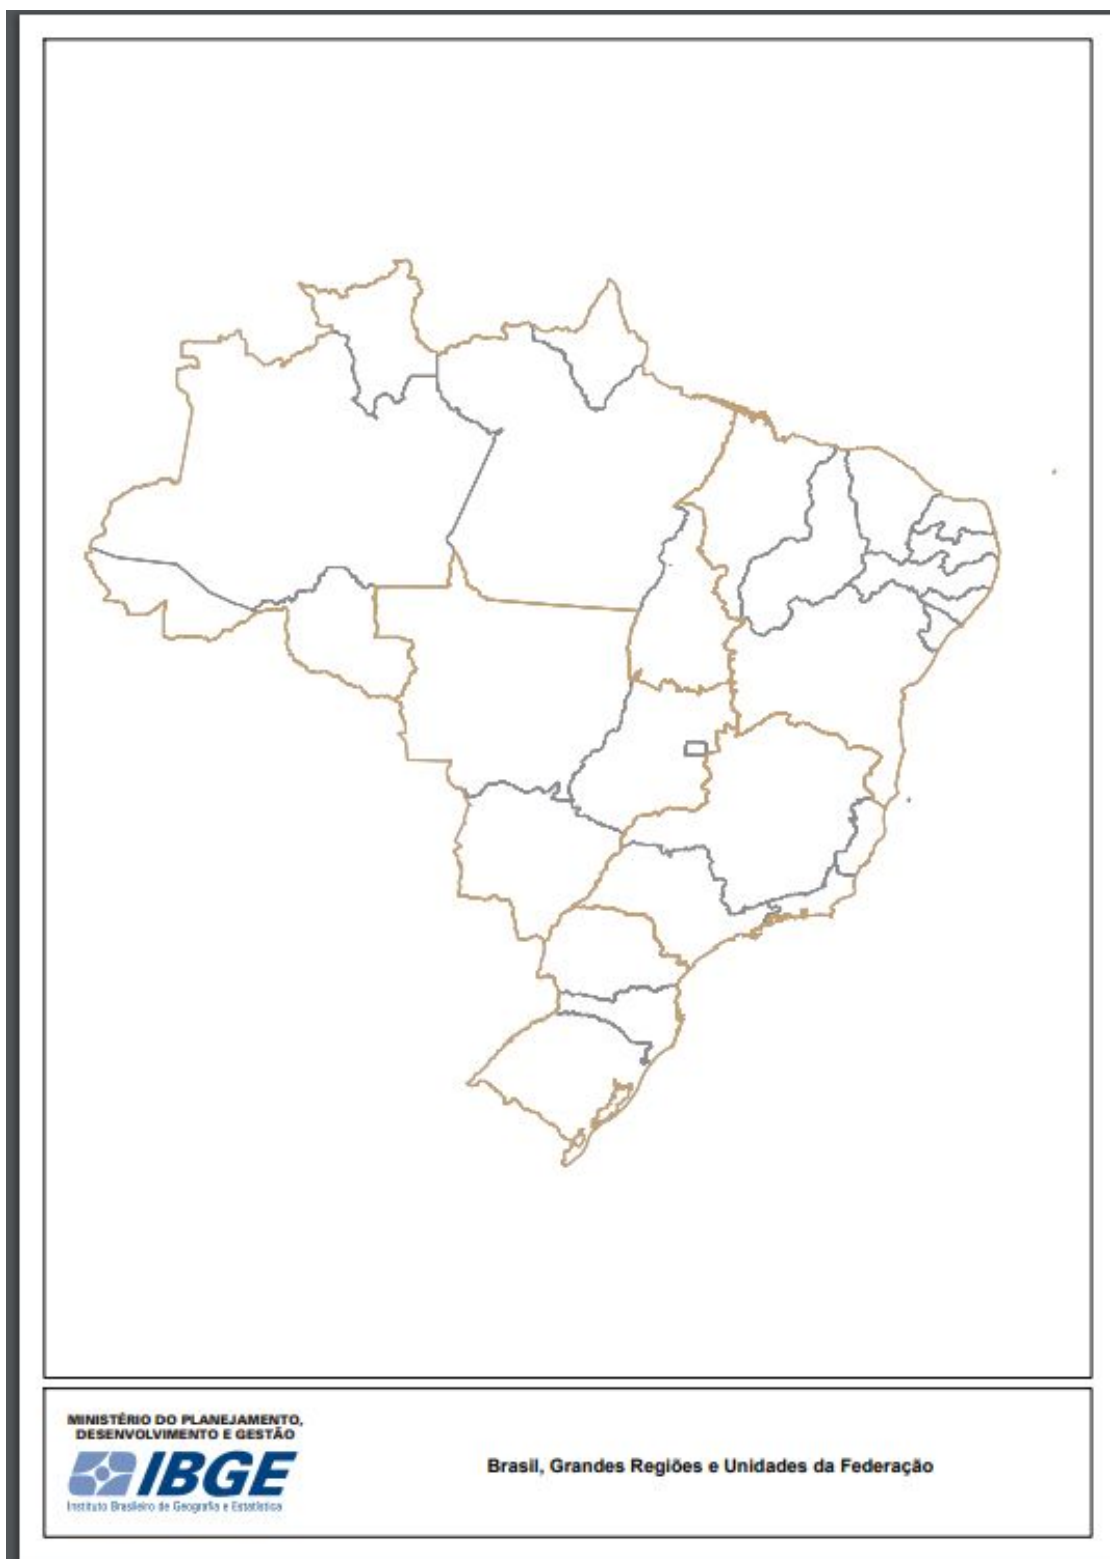 MINISTÉRIO DO PLANEJAMENTO,
DESENVOLVIMENTO E GESTÃO
IBGE
Instituto Brasileiro de Geografia e Estatística
Brasil, Grandes Regiões e Unidades da Federação